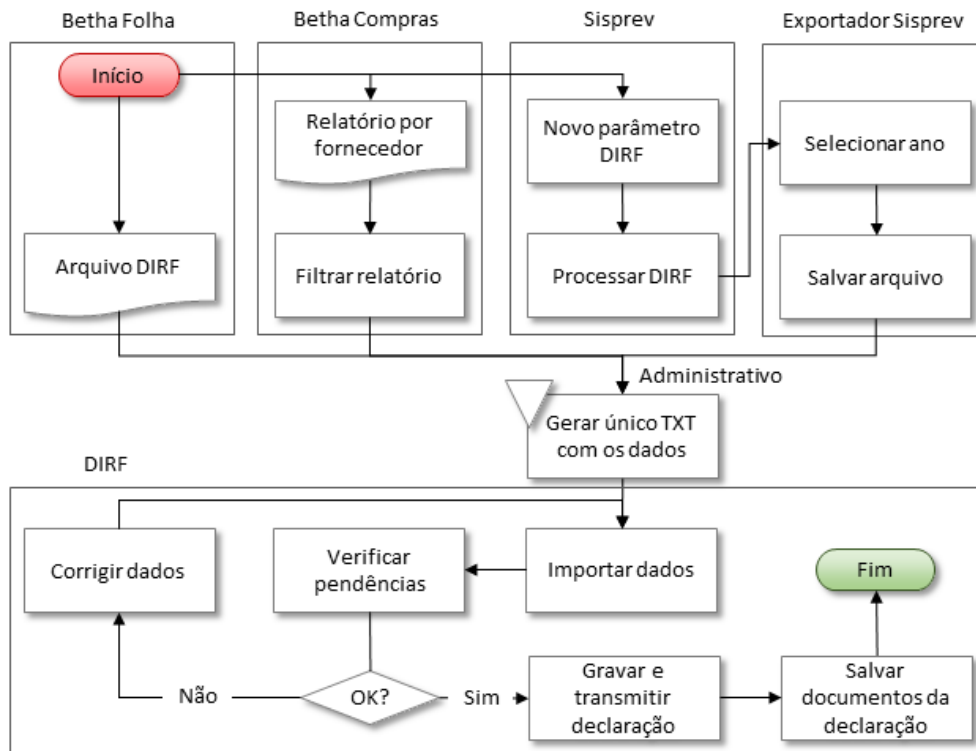 Betha Folha
Betha Compras
Sisprev
Exportador Sisprev
Início
Relatório por
fornecedor
Novo parâmetro
DIRF
Selecionar ano
Arquivo DIRF
Filtrar relatório
Processar DIRF
Salvar arquivo
Administrativo
Gerar único TXT
com os dados
DIRF
Corrigir dados
Verificar
pendências
Importar dados
Fim
Não
OK?
Sim
Gravar e
transmitir
declaração
Salvar
documentos da
declaração